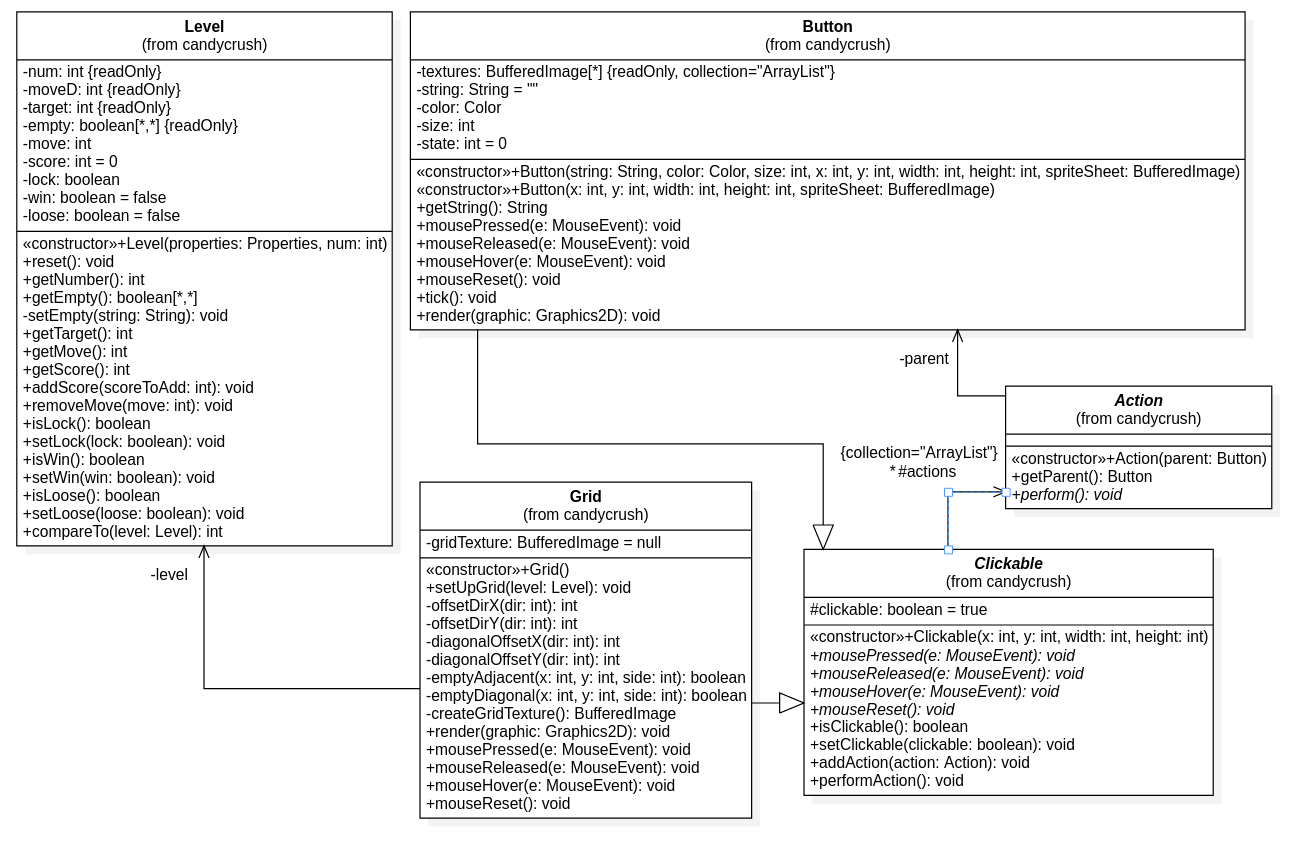 Level
(from candycrush)
-num: int {readOnly}
-moveD: int {readOnly}
-target: int {readOnly}
-empty: boolean[*,*] {readOnly}
-move: int
-score: int = 0
-lock: boolean
-win: boolean = false
-loose: boolean = false
«constructor»+Level(properties: Properties, num: int)
+reset(): void
+getNumber(): int
+getEmpty(): boolean[*,*]
-setEmpty(string: String): void
+getTarget(): int
+getMove(): int
+getScore(): int
+addScore(scoreToAdd: int): void
+removeMove(move: int): void
+isLock(): boolean
+setLock(lock: boolean): void
+isWin(): boolean
+setWin(win: boolean): void
+isLoose(): boolean
+setLoose(loose: boolean): void
+compareTo(level: Level): int
Button
(from candycrush)
-textures: BufferedImage[*] {readOnly, collection="ArrayList"}
-string: String = ""
-color: Color
-size: int
-state: int = 0
«constructor»+Button(string: String, color: Color, size: int, x: int, y: int, width: int, height: int, spriteSheet: BufferedImage)
«constructor»+Button(x: int, y: int, width: int, height: int, spriteSheet: BufferedImage)
+getString(): String
+mousePressed(e: MouseEvent): void
+mouseReleased(e: MouseEvent): void
+mouseHover(e: MouseEvent): void
+mouseReset(): void
+tick(): void
+render(graphic: Graphics2D): void
-parent
Action
(from candycrush)
«constructor»+Action(parent: Button)
+getParent(): Button
+perform(): void
{collection="ArrayList"}
* #actions
-level
Grid
(from candycrush)
-gridTexture: BufferedImage = null
«constructor»+Grid()
+setUpGrid(level: Level): void
-offsetDirX(dir: int): int
-offsetDirY(dir: int): int
-diagonalOffsetX(dir: int): int
-diagonalOffsetY(dir: int): int
-emptyAdjacent(x: int, y: int, side: int): boolean
-emptyDiagonal(x: int, y: int, side: int): boolean
-createGridTexture(): BufferedImage
+render(graphic: Graphics2D): void
+mousePressed(e: MouseEvent): void
+mouseReleased(e: MouseEvent): void
+mouseHover(e: MouseEvent): void
+mouseReset(): void
Clickable
(from candycrush)
#clickable: boolean = true
«constructor»+Clickable(x: int, y: int, width: int, height: int)
+mousePressed(e: MouseEvent): void
+mouseReleased(e: MouseEvent): void
+mouseHover(e: MouseEvent): void
+mouseReset(): void
+isClickable(): boolean
+setClickable(clickable: boolean): void
+addAction(action: Action): void
+performAction(): void